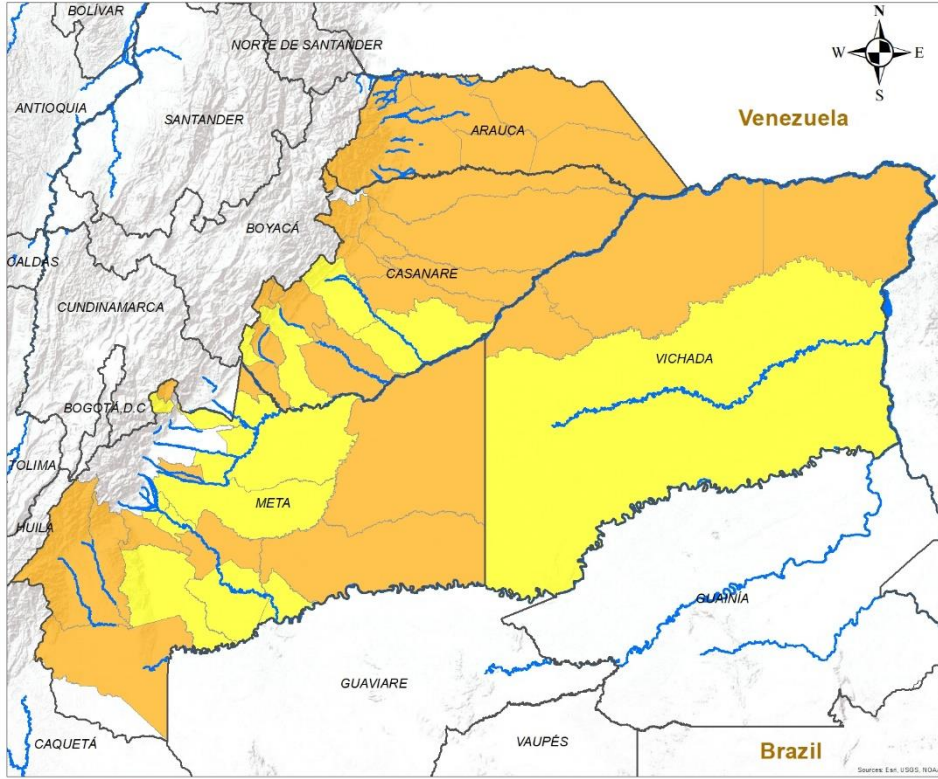 BOLÍVAR
N
NORTE DE SANTANDER
W E
S
ANTIOQUIA
SANTANDER
Venezuela
ARAUCA
BOYACÁ
CALDAS
CASANARE
CUNDINAMARCA
VICHADA
BOGOTÁ D.C
TOLIMA
META
HUILA
GUAINÍA
GUAVIARE
CAQUETÁ
VAUPÉS
Brazil
Sources: Esri, USGS, NOAA